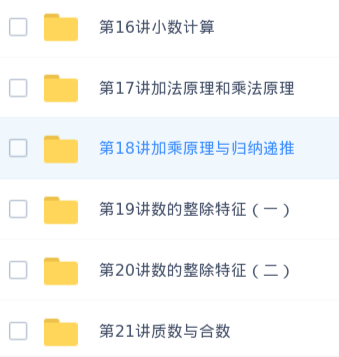 第16讲小数计算
第17讲加法原理和乘法原理
第18讲加乘原理与归纳递推
第19讲数的整除特征（一）
第20讲数的整除特征（二）
第21讲质数与合数